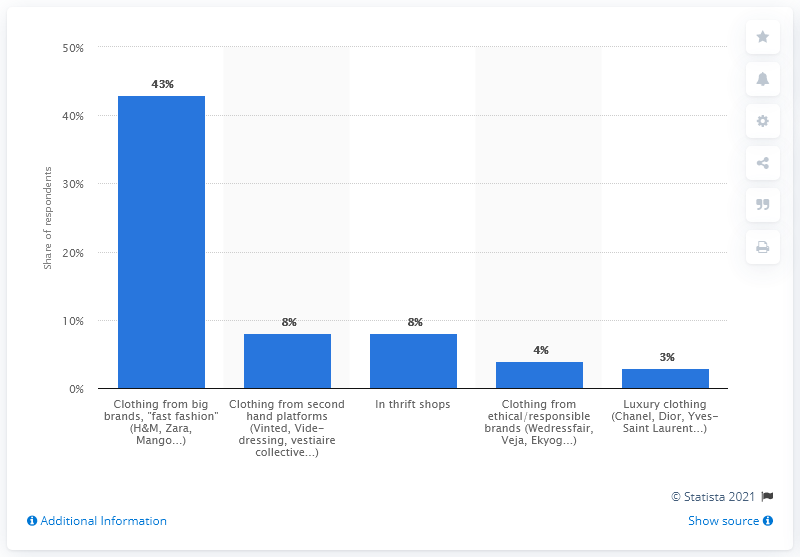 50%
43%
40%
30%
20%
10%
0%
Share of respondents
8%
8%
4%
3%
Clothing from big
brands, "fast fashion"
(H&M, Zara,
Mango...)
Clothing from second
hand platforms
(Vinted, Vide-
dressing, vestiaire
collective...)
In thrift shops
Clothing from
ethical/responsible
brands (Wedressfair,
Veja, Ekyog...)
Luxury clothing
(Chanel, Dior, Yves-
Saint Laurent...)
© Statista 2021
Additional Information
Show source